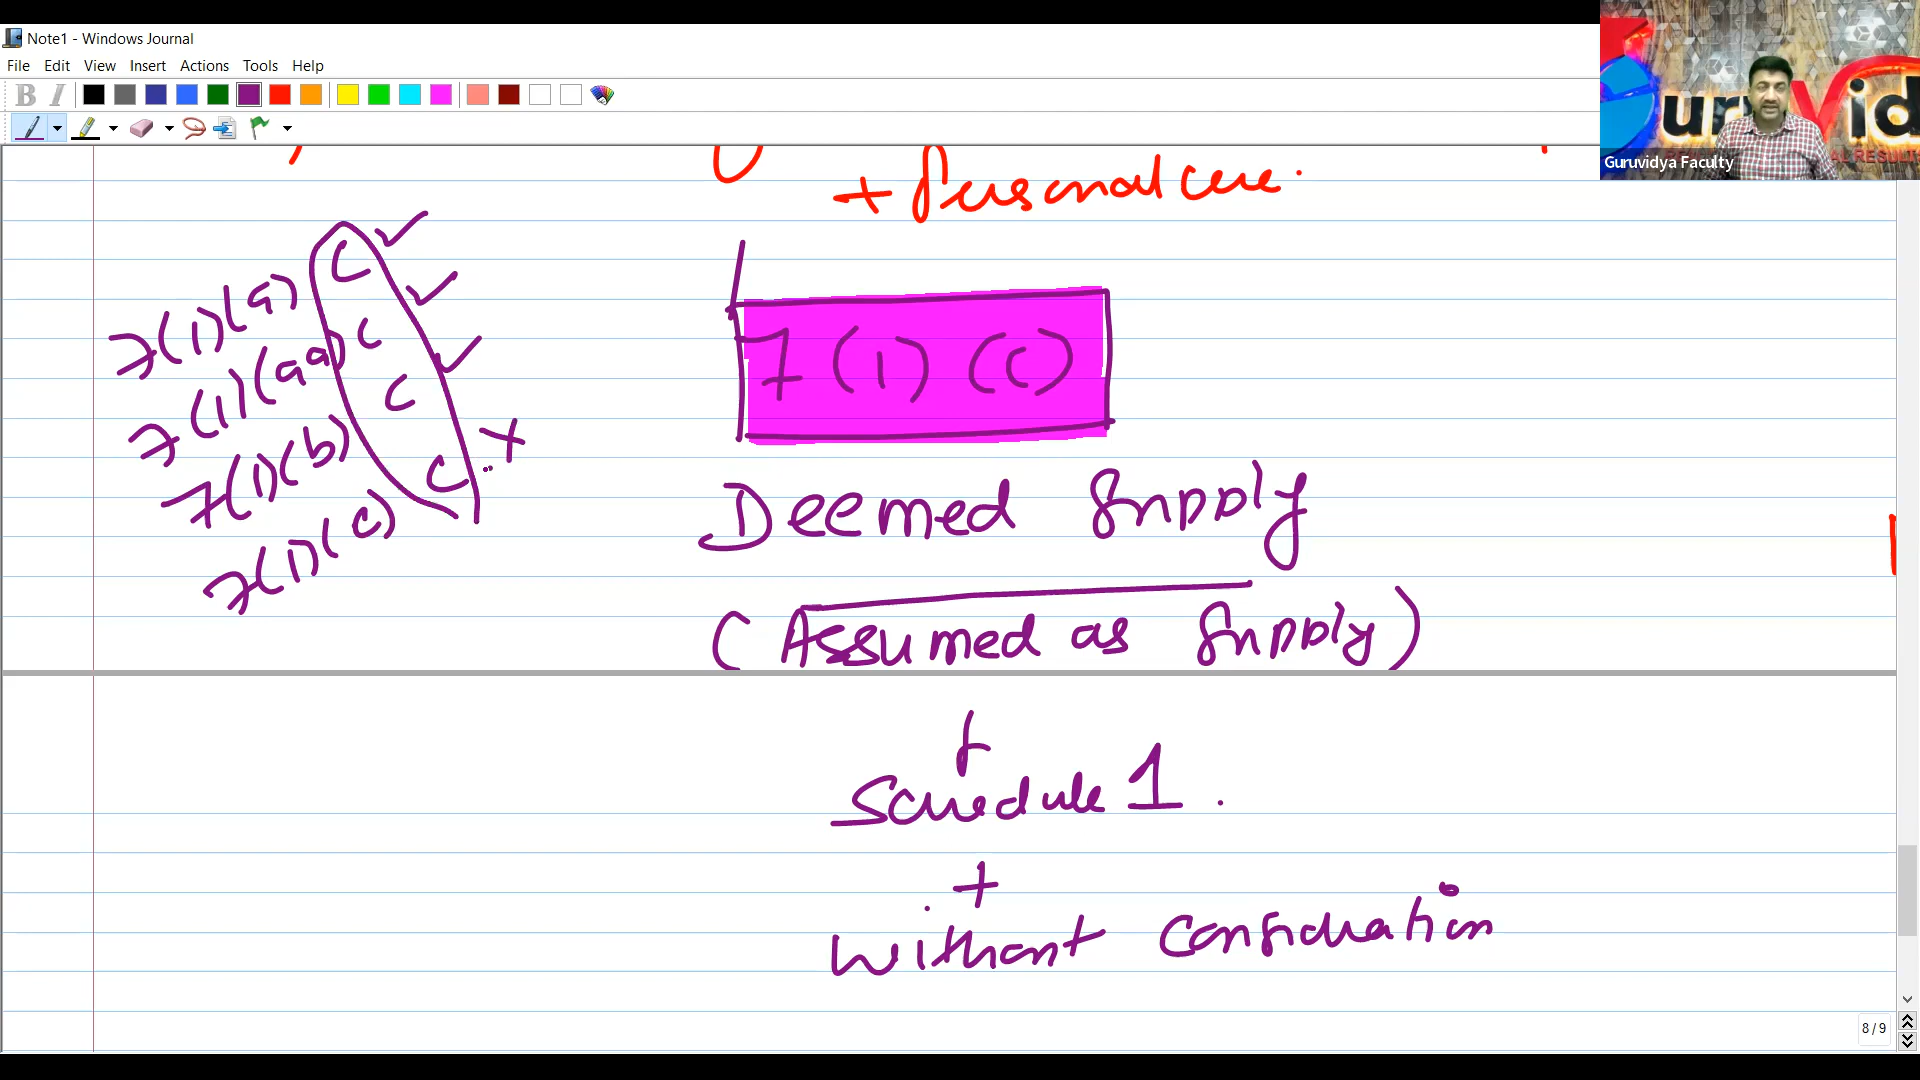 Note1 - Windows Journal
File Edit View Insert Actions Tools Help
B I
Guruvidya Faculty
+ Personal
7(1)(a) C ✓
7(1)(aa) C ✓
7(1)(b) C ✓
7(1)(c) C ×
7(1)(c)
Deemed Supply
(Assumed as Supply)
Schedule 1.
+
Without Consideration
8 / 9